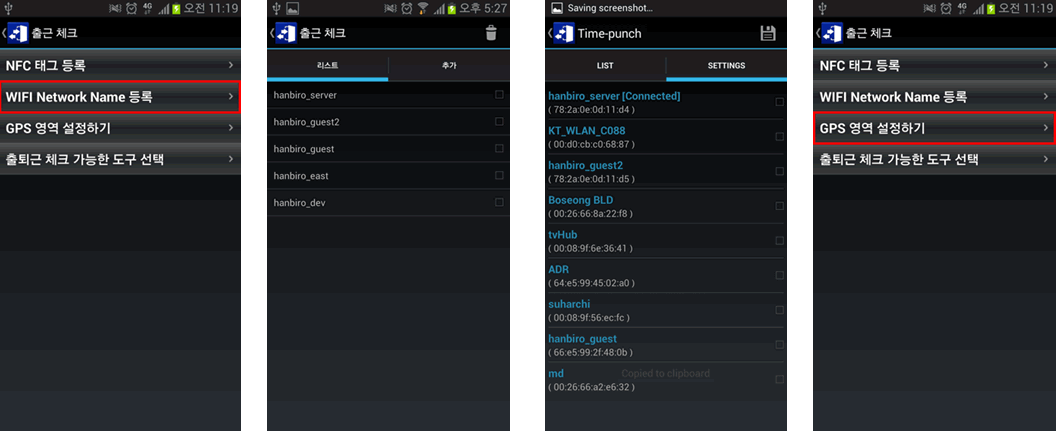 4G 오전 11:19
출근 체크
NFC 태그 등록
WIFI Network Name 등록
GPS 영역 설정하기
출퇴근 체크 가능한 도구 선택
오후 5:27
출근 체크
리스트 추가
hanbiro_server
hanbiro_guest2
hanbiro_guest
hanbiro_east
hanbiro_dev
Saving screenshot...
Time-punch
LIST SETTINGS
hanbiro_server [Connected]
( 78:2a:0e:0d:11:d4 )
KT_WLAN_C088
( 00:d0:cb:c0:68:87 )
hanbiro_guest2
( 78:2a:0e:0d:11:d5 )
Boseong BLD
( 00:26:66:8a:22:f8 )
tvHub
( 00:08:9f:6e:36:41 )
ADR
( 64:e5:99:45:02:a0 )
suharchi
( 00:08:9f:56:ec:fc )
hanbiro_guest
( 66:e5:99:2f:48:0b )
md
( 00:26:66:a2:e6:32 )
Copied to clipboard
4G 오전 11:19
출근 체크
NFC 태그 등록
WIFI Network Name 등록
GPS 영역 설정하기
출퇴근 체크 가능한 도구 선택